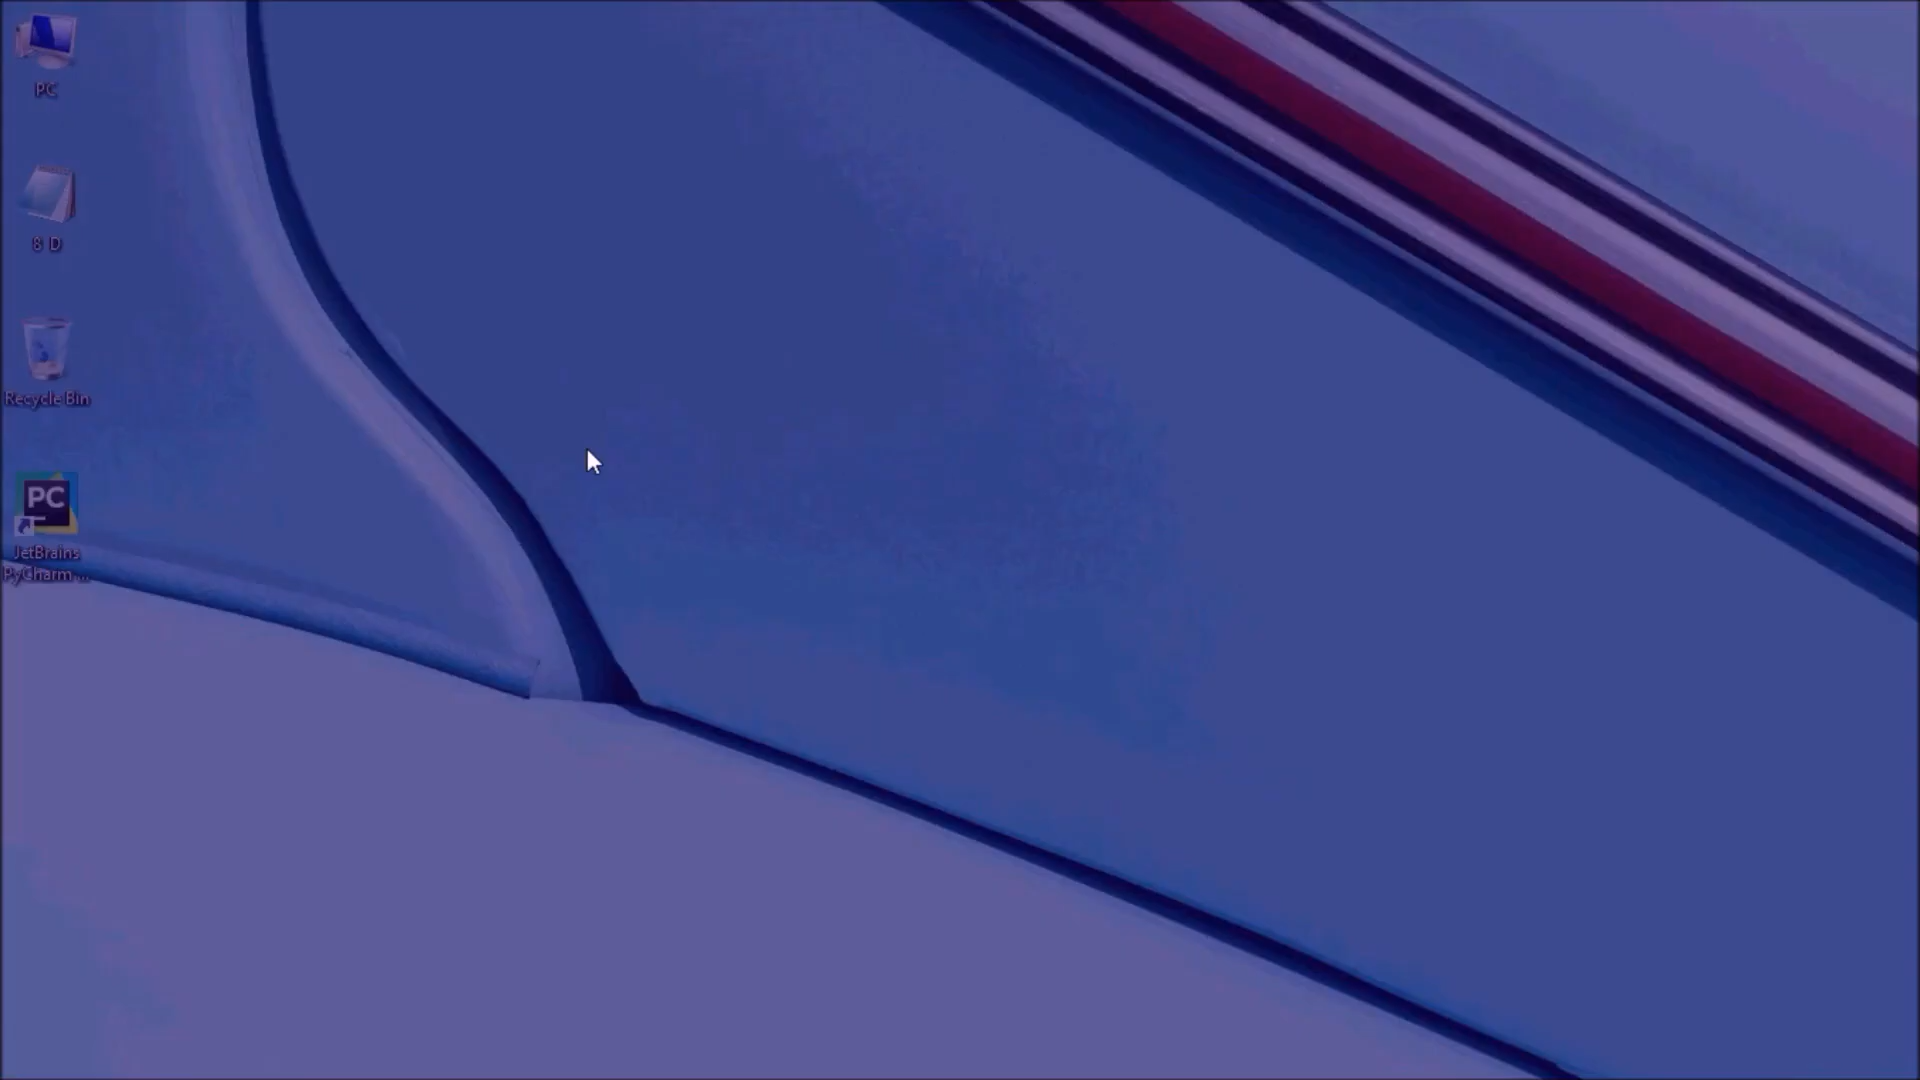 PC
8 D
Recycle Bin
PC
JetBrains
PyCharm ...